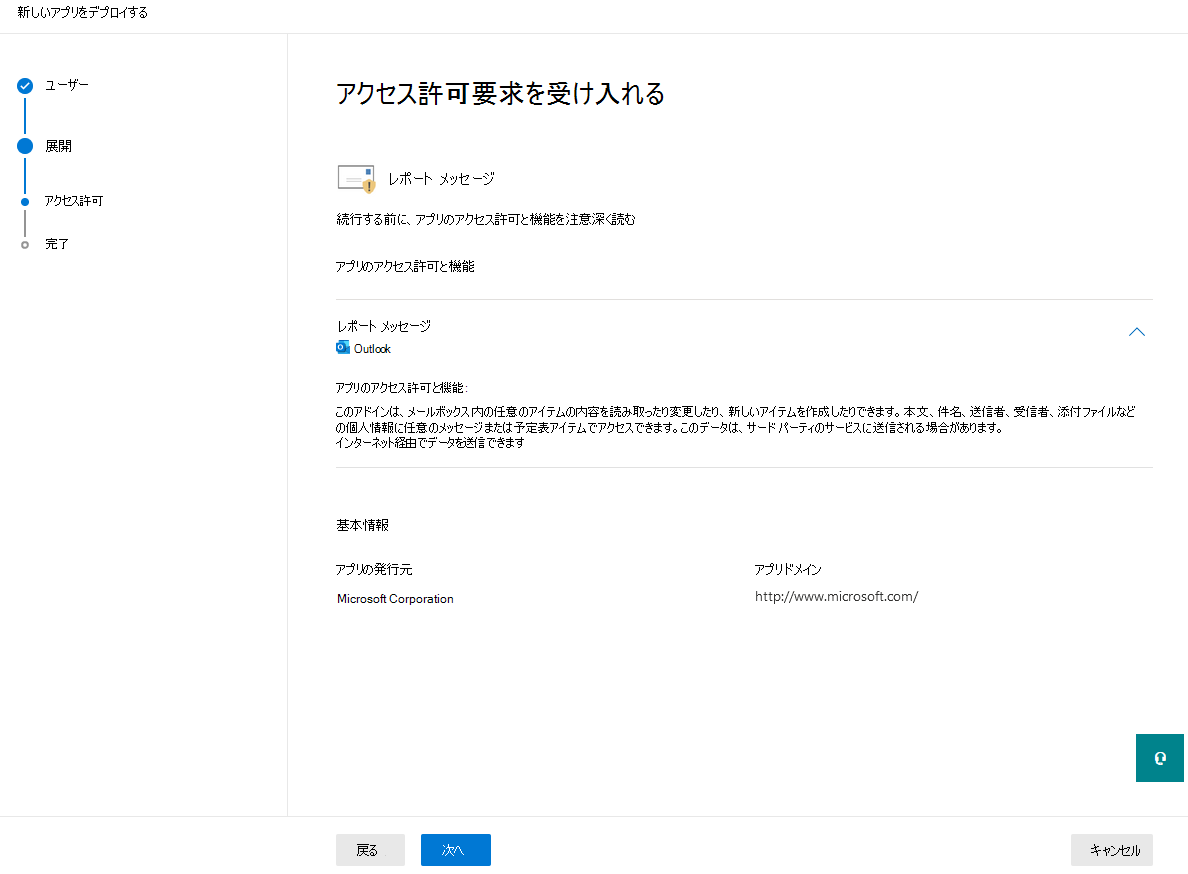 新しいアプリをデプロイする
ユーザー
展開
アクセス許可
完了
アクセス許可要求を受け入れる
レポート メッセージ
続行する前に、アプリのアクセス許可と機能を注意深く読む
アプリのアクセス許可と機能
レポート メッセージ
Outlook
アプリのアクセス許可と機能:
このアドインは、メールボックス内の任意のアイテムの内容を読み取ったり変更したり、新しいアイテムを作成したりできます。本文、件名、送信者、受信者、添付ファイルなど
の個人情報に任意のメッセージまたは予定表アイテムでアクセスできます。このデータは、サード パーティのサービスに送信される場合があります。
インターネット経由でデータを送信できます
基本情報
アプリの発行元
アプリドメイン
Microsoft Corporation
http://www.microsoft.com/
戻る
次へ
キャンセル